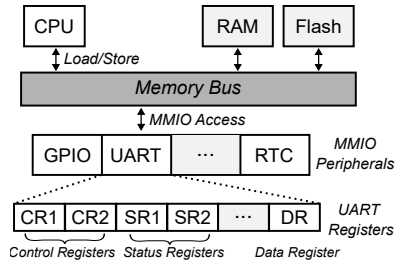 CPU RAM Flash
Load/Store
Memory Bus
MMIO Access
GPIO UART ... RTC
MMIO
Peripherals
CR1 CR2 SR1 SR2 ... DR
UART
Registers
Control Registers Status Registers Data Register